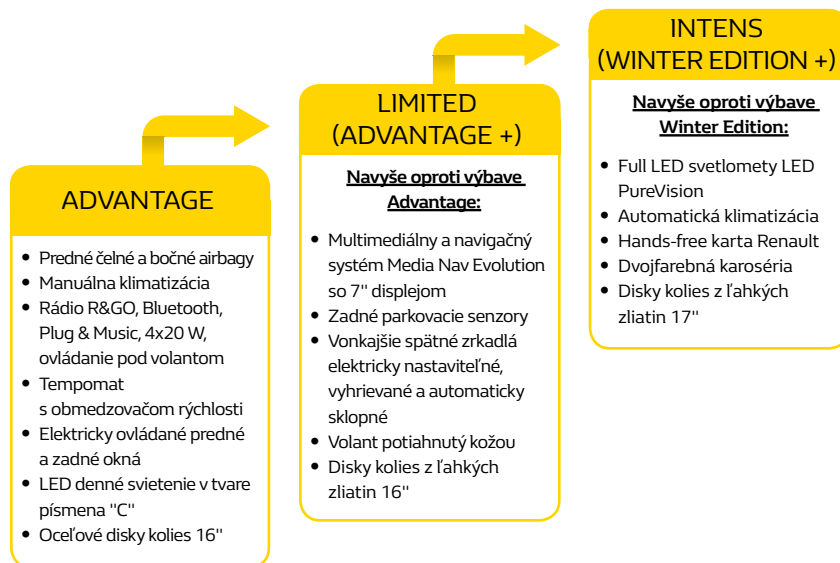 ADVANTAGE
• Predné čelné a bočné airbagy
• Manuálna klimatizácia
• Rádio R&GO, Bluetooth,
Plug & Music, 4x20 W,
ovládanie pod volantom
• Tempomat
s obmedzovačom rýchlosti
• Elektricky ovládané predné
a zadné okná
• LED denné svietenie v tvare
písmena "C"
• Oceľové disky kolies 16"
LIMITED
(ADVANTAGE +)
Navyše oproti výbave
Advantage:
• Multimediálny a navigačný
systém Media Nav Evolution
so 7" displejom
• Zadné parkovacie senzory
• Vonkajšie spätné zrkadlá
elektricky nastaviteľné,
vyhrievané a automaticky
sklopné
• Volant potiahnutý kožou
• Disky kolies z ľahkých
zliatin 16"
INTENS
(WINTER EDITION +)
Navyše oproti výbave
Winter Edition:
• Full LED svetlomety LED
PureVision
• Automatická klimatizácia
• Hands-free karta Renault
• Dvojfarebná karoséria
• Disky kolies z ľahkých
zliatin 17"